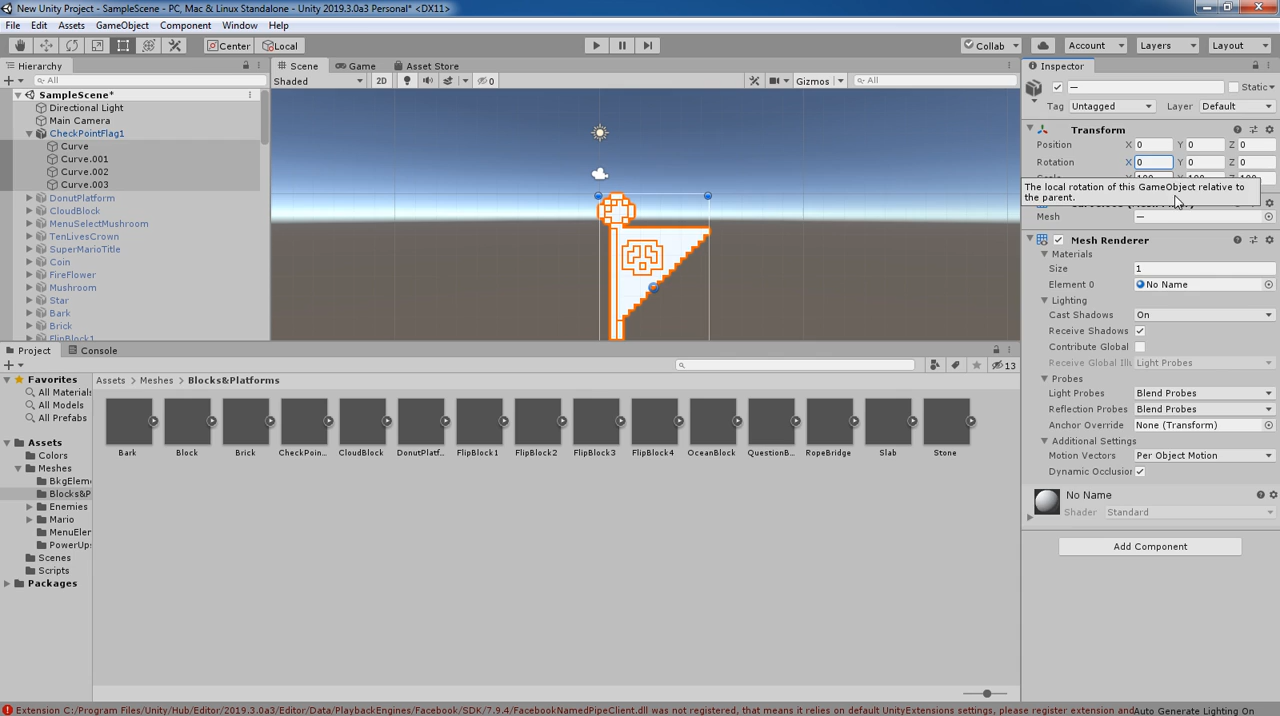 New Unity Project - SampleScene - PC, Mac & Linux Standalone - Unity 2019.3.0a3 Personal* <DX11>
File Edit Assets GameObject Component Window Help
Center Local Collab Account Layers Layout
Hierarchy Scene Game Asset Store Inspector
All Shaded 2D 0 Gizmos All
Static
SampleScene*
Directional Light
Main Camera
CheckPointFlag1
Curve
Curve.001
Curve.002
Curve.003
DonutPlatform
CloudBlock
MenuSelectMushroom
TenLivesCrown
SuperMarioTitle
Coin
FireFlower
Mushroom
Star
Bark
Brick
FlipBlock1
Tag Untagged Layer Default
Transform
Position X 0 Y 0 Z 0
Rotation X 0 Y 0 Z 0
The local rotation of this GameObject relative to
the parent.
Mesh —
Mesh Renderer
Materials
Size 1
Element 0 No Name
Lighting
Cast Shadows On
Receive Shadows
Contribute Global
Receive Global Illu Light Probes
Probes
Light Probes Blend Probes
Reflection Probes Blend Probes
Anchor Override None (Transform)
Additional Settings
Motion Vectors Per Object Motion
Dynamic Occlusion
No Name
Shader Standard
Add Component
Project Console
13
Favorites
All Materials
All Models
All Prefabs
Assets
Colors
Meshes
BkgElem
Blocks&P
Enemies
Mario
MenuEler
PowerUp
Scenes
Scripts
Packages
Assets Meshes Blocks&Platforms
Bark Block Brick CheckPoin... CloudBlock DonutPlatf... FlipBlock1 FlipBlock2 FlipBlock3 FlipBlock4 OceanBlock QuestionB... RopeBridge Slab Stone
Extension C:/Program Files/Unity/Hub/Editor/2019.3.0a3/Editor/Data/PlaybackEngines/Facebook/SDK/7.9.4/FacebookNamedPipeClient.dll was not registered, that means it relies on default UnityExtensions settings, please register extension and Auto Generate Lighting On